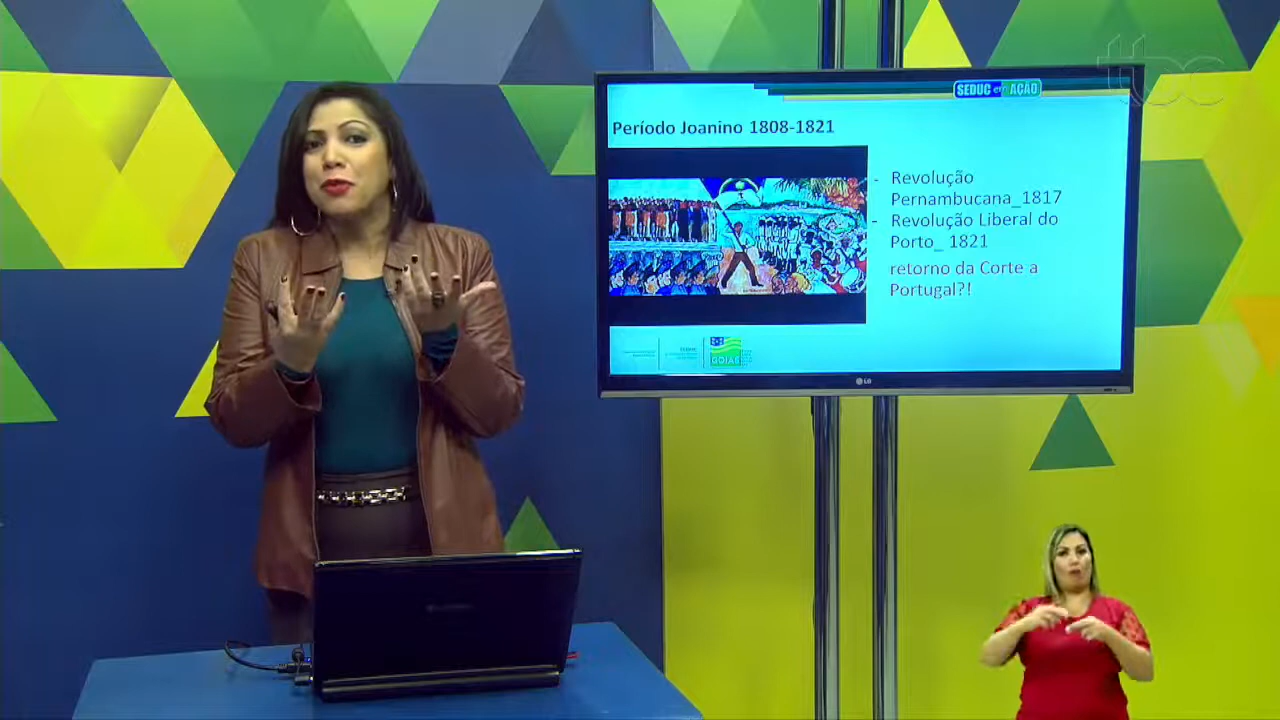 tbc
SEDUC em AÇÃO
Período Joanino 1808-1821
- Revolução
Pernambucana_1817
- Revolução Liberal do
Porto_ 1821
retorno da Corte a
Portugal?!
GOIÁS
LG